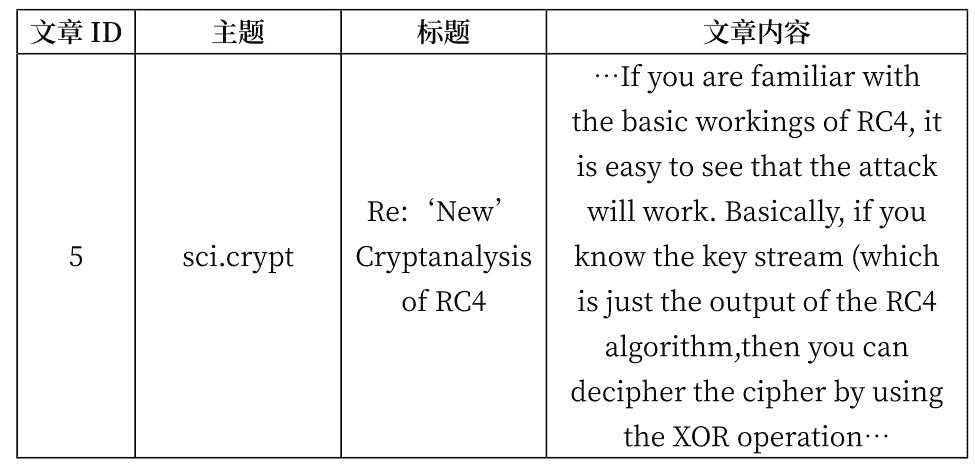 文章 ID
主题
标题
文章内容
5
sci.crypt
Re: ‘New’
Cryptanalysis
of RC4
…If you are familiar with
the basic workings of RC4, it
is easy to see that the attack
will work. Basically, if you
know the key stream (which
is just the output of the RC4
algorithm,then you can
decipher the cipher by using
the XOR operation…